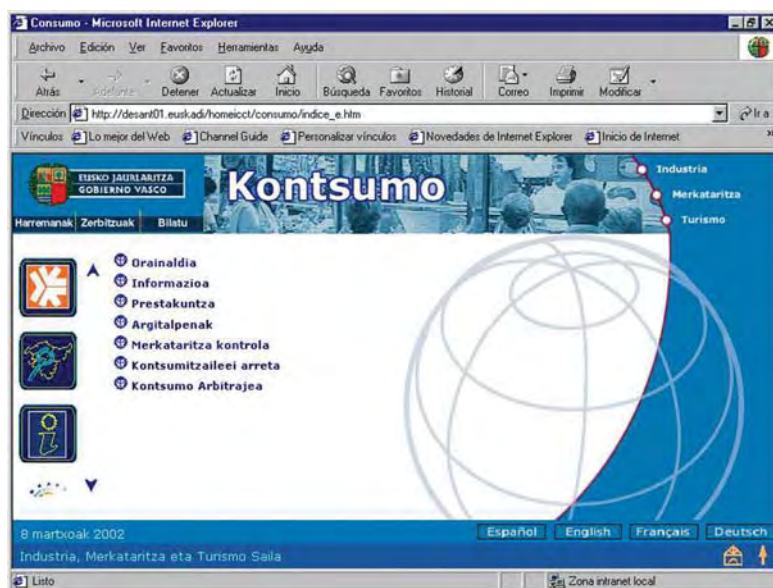 Consumo - Microsoft Internet Explorer
Archivo Edición Ver Favoritos Herramientas Ayuda
Atrás Adelante Detener Actualizar Inicio Búsqueda Favoritos Historial Correo Imprimir Modificar
Dirección http://desant01.euskadi/homeicct/consumo/indice_e.htm Ir a
Vínculos Lo mejor del Web Channel Guide Personalizar vínculos Novedades de Internet Explorer Inicio de Internet »
EUSKO JAURLARITZA
GOBIERNO VASCO
Kontsumo
Industria
Merkataritza
Turismo
Harremanak Zerbitzuak Bilatu
Orainaldia
Informazioa
Prestakuntza
Argitalpenak
Merkataritza kontrola
Kontsumitzaileei arreta
Kontsumo Arbitrajea
8 martxoak 2002
Español English Français Deutsch
Industria, Merkataritza eta Turismo Saila
Listo Zona intranet local